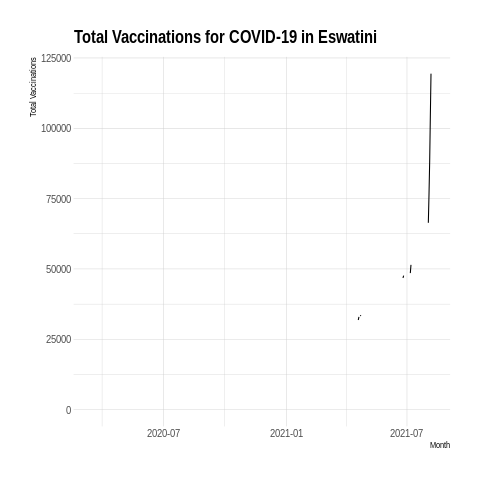 Total Vaccinations for COVID-19 in Eswatini
Total Vaccinations
125000
100000
75000
50000
25000
0
2020-07 2021-01 2021-07
Month